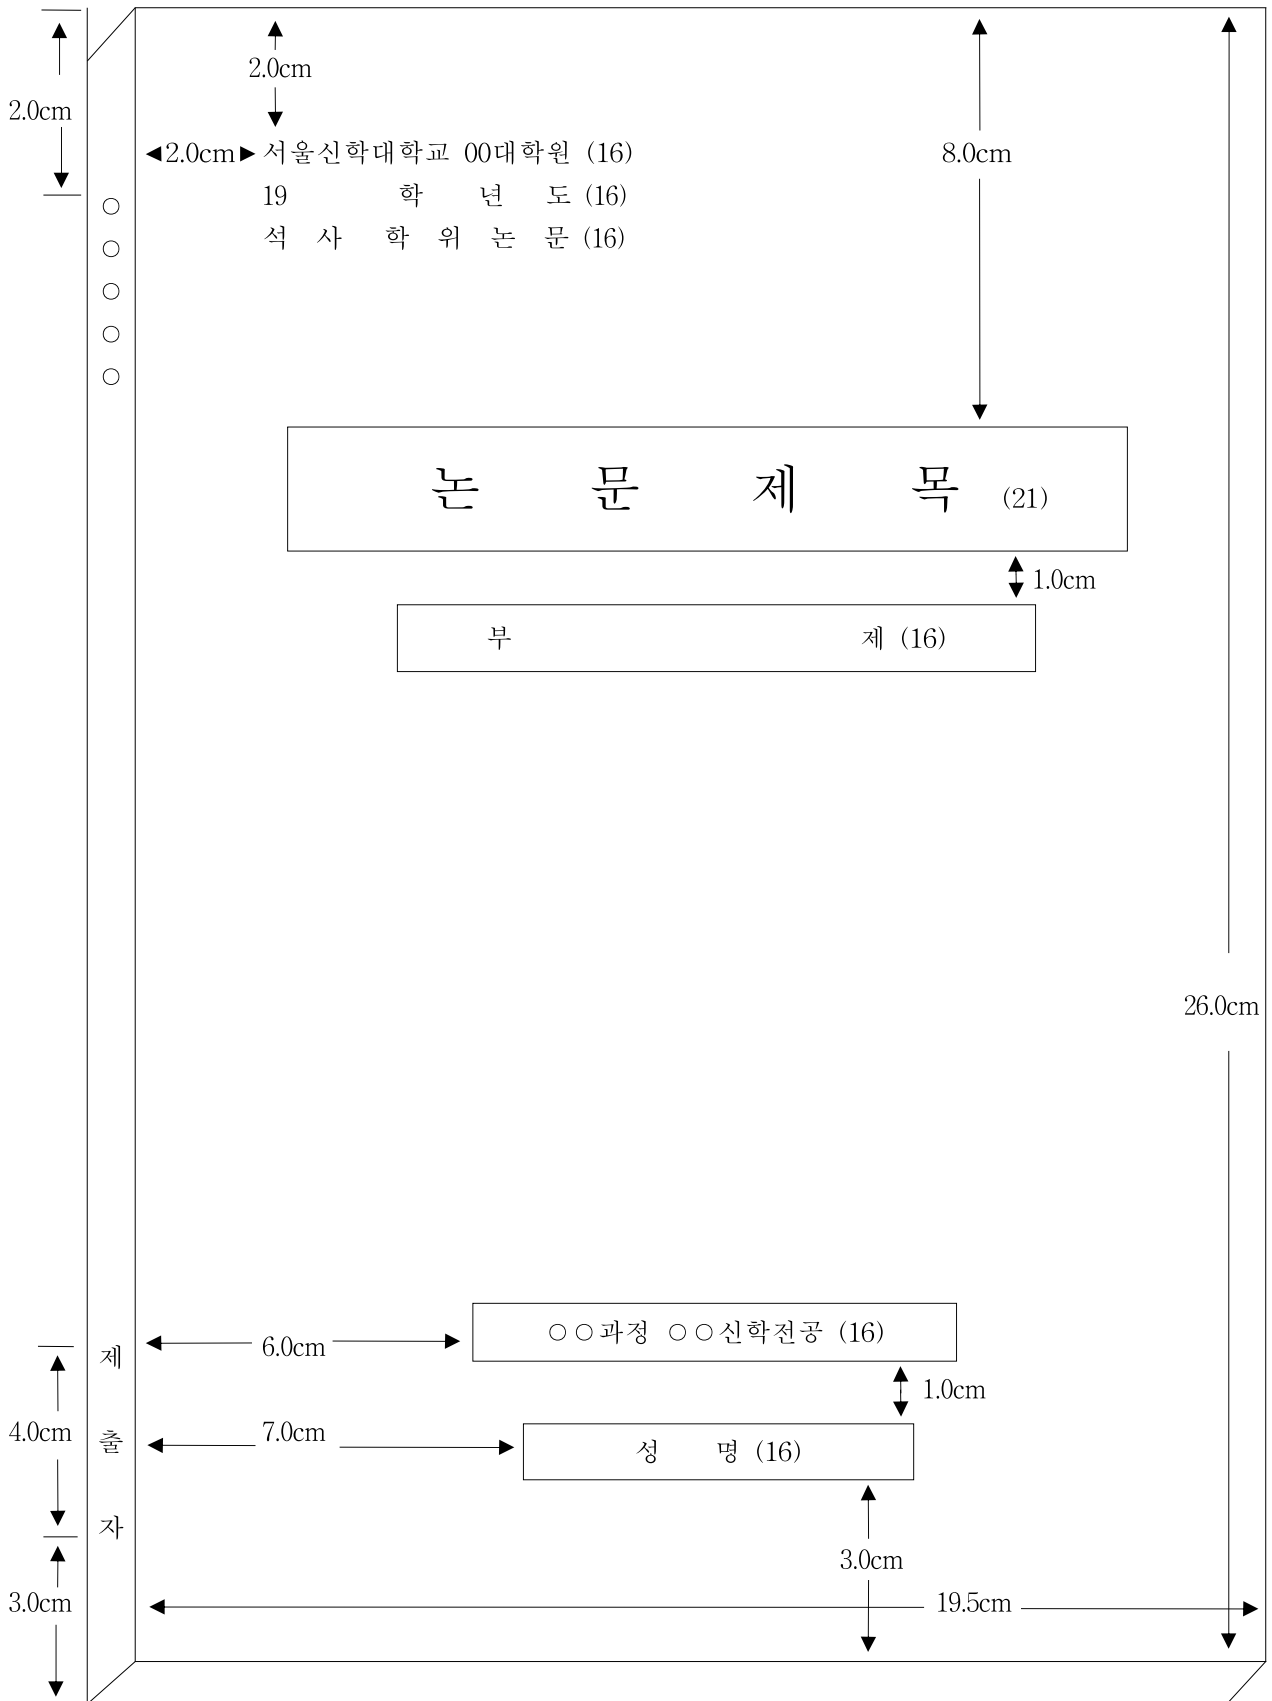 2.0cm
2.0cm
2.0cm 서울신학대학교 00대학원 (16)
8.0cm
19 학 년 도 (16)
석 사 학 위 논 문 (16)
○
○
○
○
○
논 문 제 목 (21)
1.0cm
부 제 (16)
26.0cm
○○과정 ○○신학전공 (16)
6.0cm
제
1.0cm
4.0cm
출
7.0cm
성 명 (16)
자
3.0cm
3.0cm
19.5cm